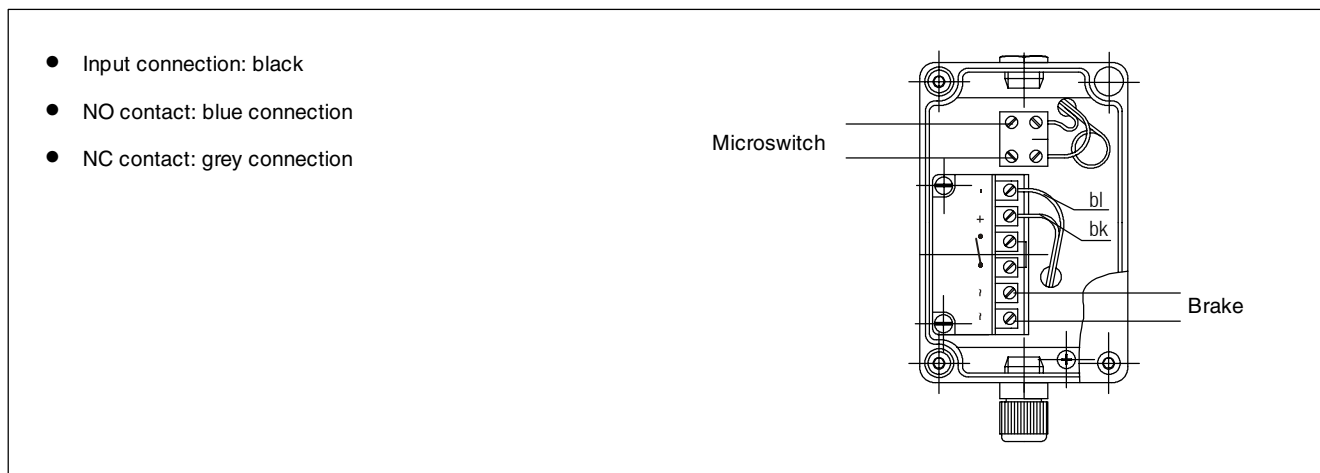 ● Input connection: black
● NO contact: blue connection
● NC contact: grey connection
Microswitch
-
bl
+
bk
~
Brake
~